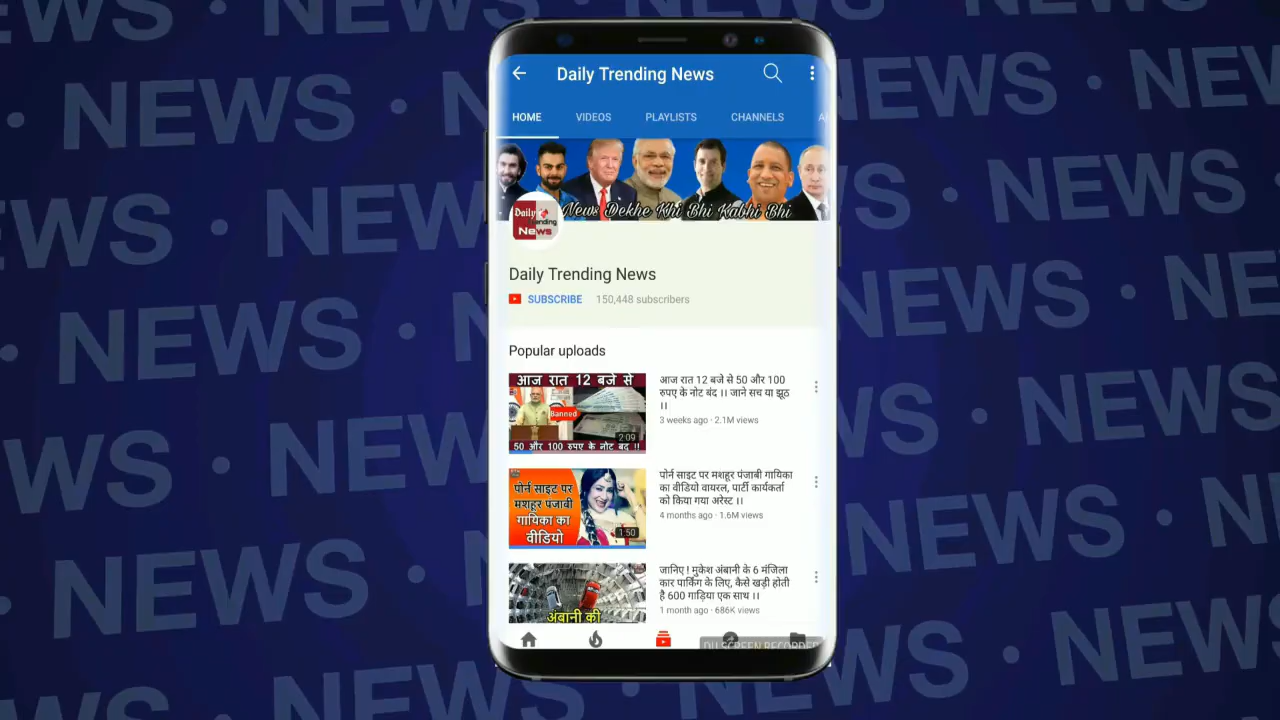 NEWS
Daily Trending News
HOME VIDEOS PLAYLISTS CHANNELS
News Dekhe Khi Bhi Kabhi Bhi
Daily
Trending
News
Daily Trending News
SUBSCRIBE 150,448 subscribers
Popular uploads
आज रात 12 बजे से
Banned
2:09
50 और 100 रुपए के नोट बद !!
आज रात 12 बजे से 50 और 100
रुपए के नोट बंद ।। जाने सच या झूठ
।।
3 weeks ago · 2.1M views
पोर्न साइट पर
मशहूर पंजाबी
गायिका का
वीडियो
1:50
पोर्न साइट पर मशहूर पंजाबी गायिका
का वीडियो वायरल, पार्टी कार्यकर्ता
को किया गया अरेस्ट ।।
4 months ago · 1.6M views
अंबानी की
जानिए ! मुकेश अंबानी के 6 मंजिला
कार पार्किंग के लिए, कैसे खड़ी होती
है 600 गाड़िया एक साथ ।।
1 month ago · 686K views
DU SCREEN RECORDER